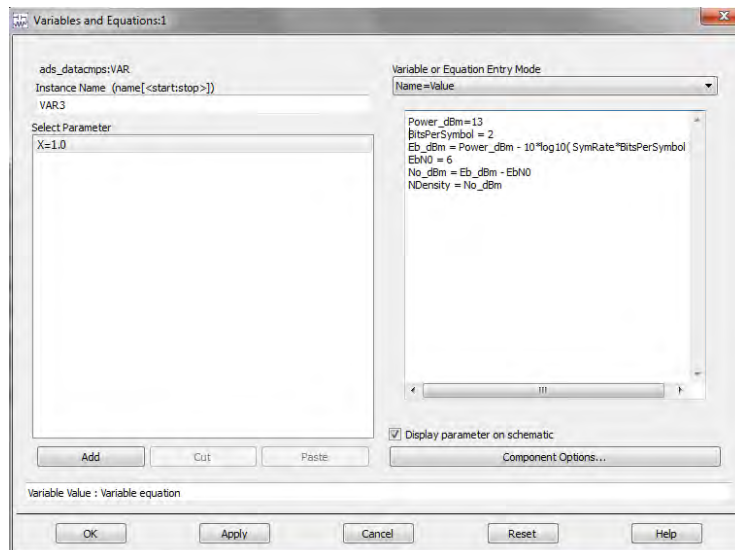 Variables and Equations:1
ads_datacmps:VAR
Instance Name (name[<start:stop>])
VAR3
Select Parameter
X=1.0
Add
Cut
Paste
Variable or Equation Entry Mode
Name=Value
Power_dBm=13
BitsPerSymbol = 2
Eb_dBm = Power_dBm - 10*log10( SymRate*BitsPerSymbol
EbN0 = 6
No_dBm = Eb_dBm - EbN0
NDensity = No_dBm
Display parameter on schematic
Component Options...
Variable Value : Variable equation
OK
Apply
Cancel
Reset
Help